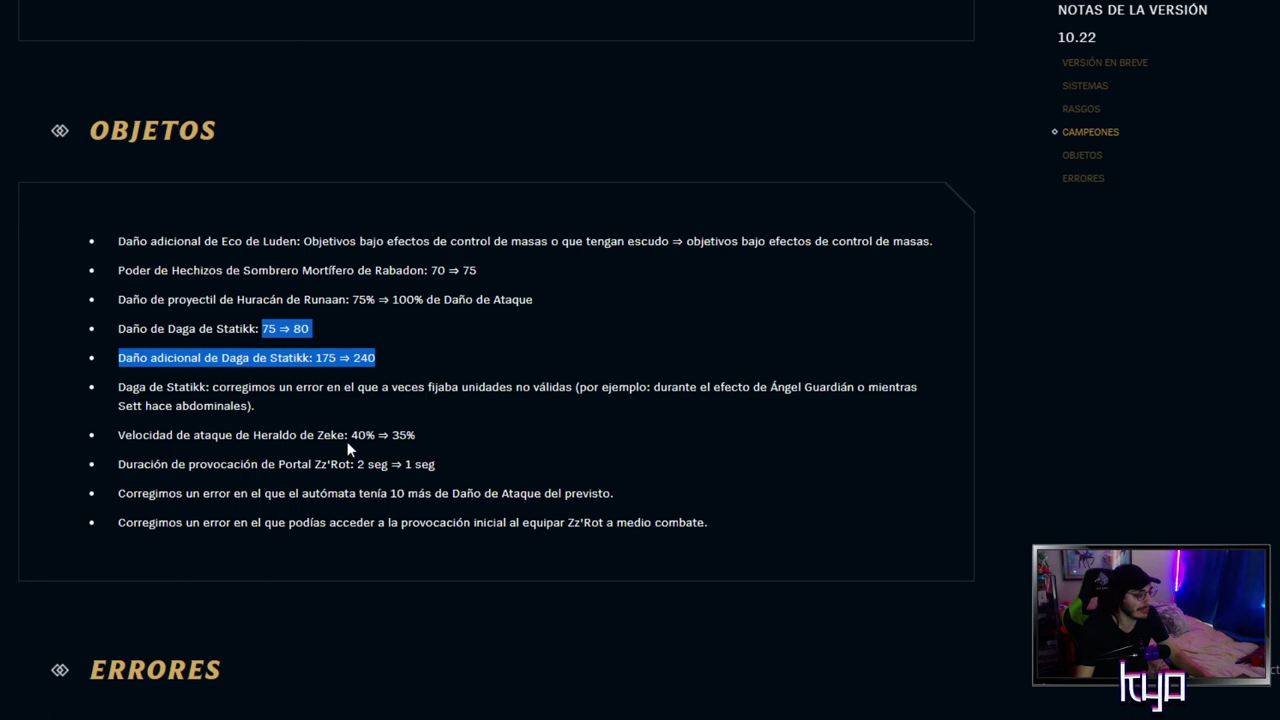 NOTAS DE LA VERSIÓN
10.22
VERSIÓN EN BREVE
SISTEMAS
RASGOS
CAMPEONES
OBJETOS
ERRORES
OBJETOS
Daño adicional de Eco de Luden: Objetivos bajo efectos de control de masas o que tengan escudo ⇒ objetivos bajo efectos de control de masas.
Poder de Hechizos de Sombrero Mortífero de Rabadon: 70 ⇒ 75
Daño de proyectil de Huracán de Runaan: 75% ⇒ 100% de Daño de Ataque
Daño de Daga de Statikk: 75 ⇒ 80
Daño adicional de Daga de Statikk: 175 ⇒ 240
Daga de Statikk: corregimos un error en el que a veces fijaba unidades no válidas (por ejemplo: durante el efecto de Ángel Guardián o mientras
Sett hace abdominales).
Velocidad de ataque de Heraldo de Zeke: 40% ⇒ 35%
Duración de provocación de Portal Zz'Rot: 2 seg ⇒ 1 seg
Corregimos un error en el que el autómata tenía 10 más de Daño de Ataque del previsto.
Corregimos un error en el que podías acceder a la provocación inicial al equipar Zz'Rot a medio combate.
ERRORES
kyo